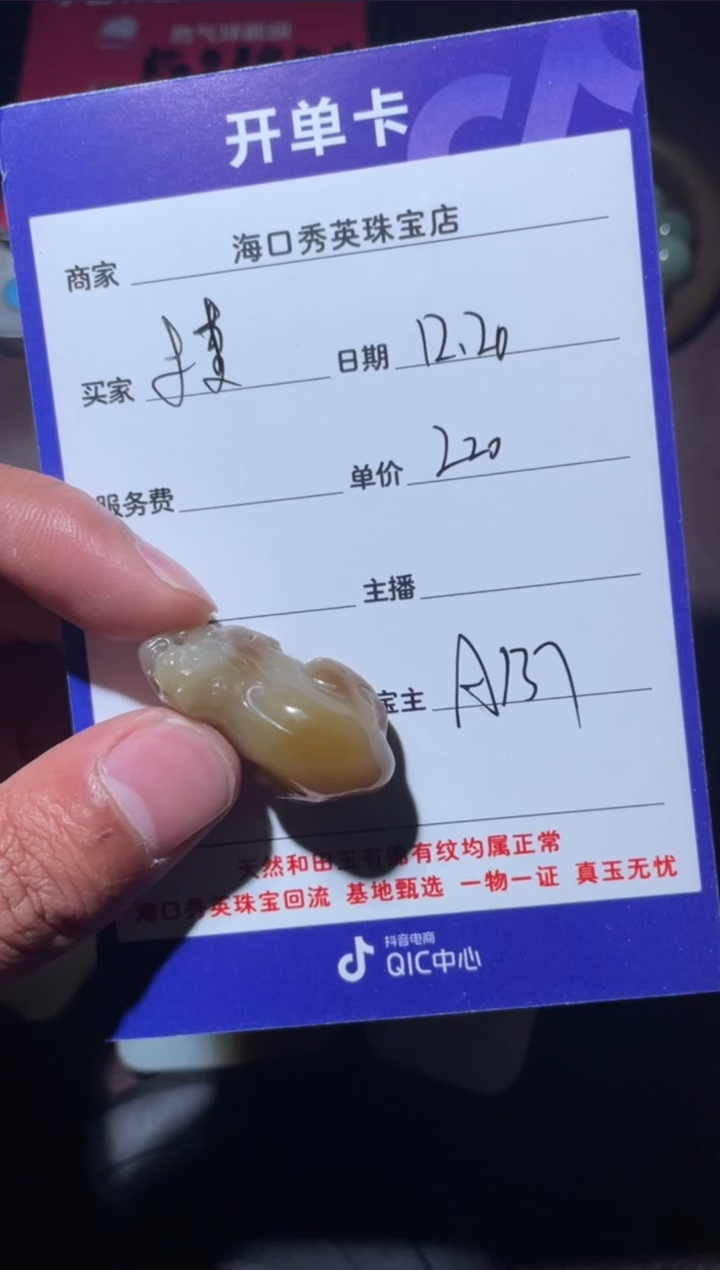 开单卡
商家 海口秀英珠宝店
买家
日期 12.20
服务费
单价 220
主播
宝主 A137
天然和田玉有棉有纹均属正常
海口秀英珠宝回流 基地甄选 一物一证 真玉无忧
抖音电商
QIC中心